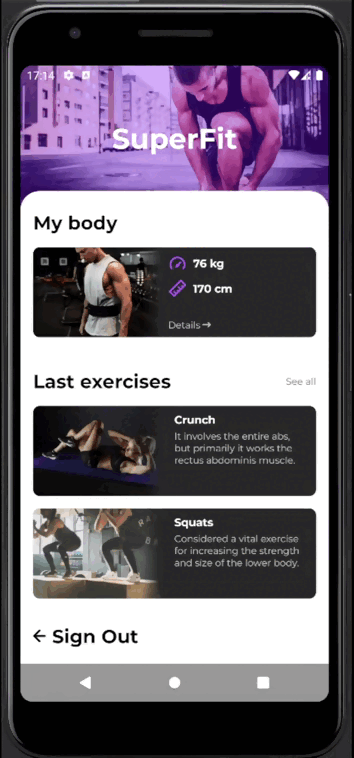 17:14
SuperFit
My body
76 kg
170 cm
Details
Last exercises
See all
Crunch
It involves the entire abs,
but primarily it works the
rectus abdominis muscle.
Squats
Considered a vital exercise
for increasing the strength
and size of the lower body.
Sign Out